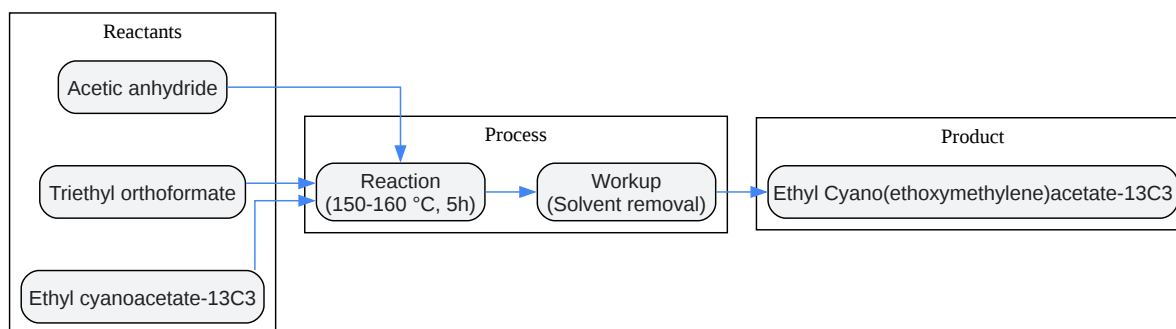 Reactants
Acetic anhydride
Triethyl orthoformate
Ethyl cyanoacetate-13C3
Process
Reaction
(150-160 °C, 5h)
Workup
(Solvent removal)
Product
Ethyl Cyano(ethoxymethylene)acetate-13C3